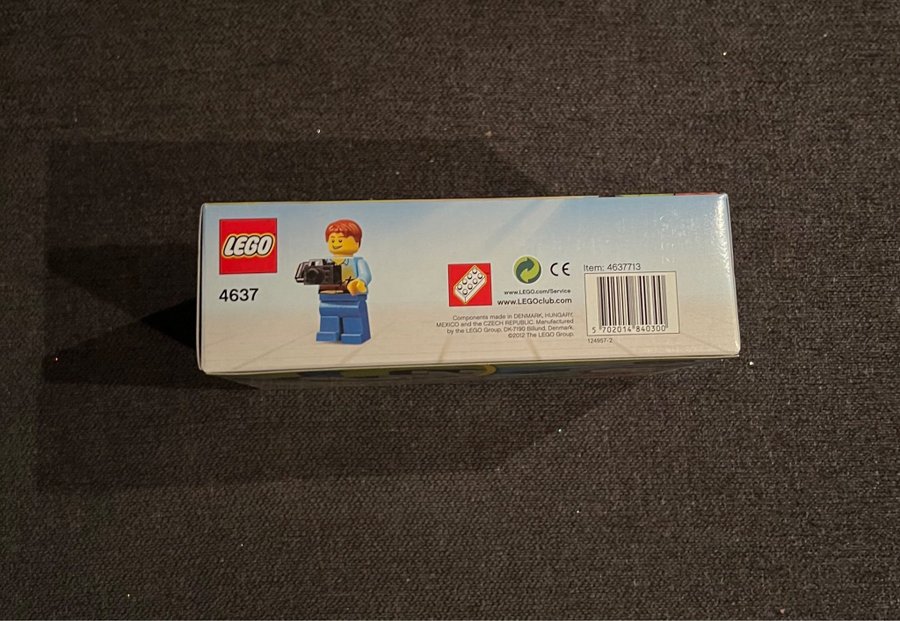 LEGO
4637
www.LEGO.com/Service
www.LEGOclub.com
Components made in DENMARK, HUNGARY,
MEXICO and the CZECH REPUBLIC. Manufactured
by the LEGO Group, DK-7190 Billund, Denmark.
©2012 The LEGO Group.
CE
Item: 4637713
5 702014 840300
124957-2